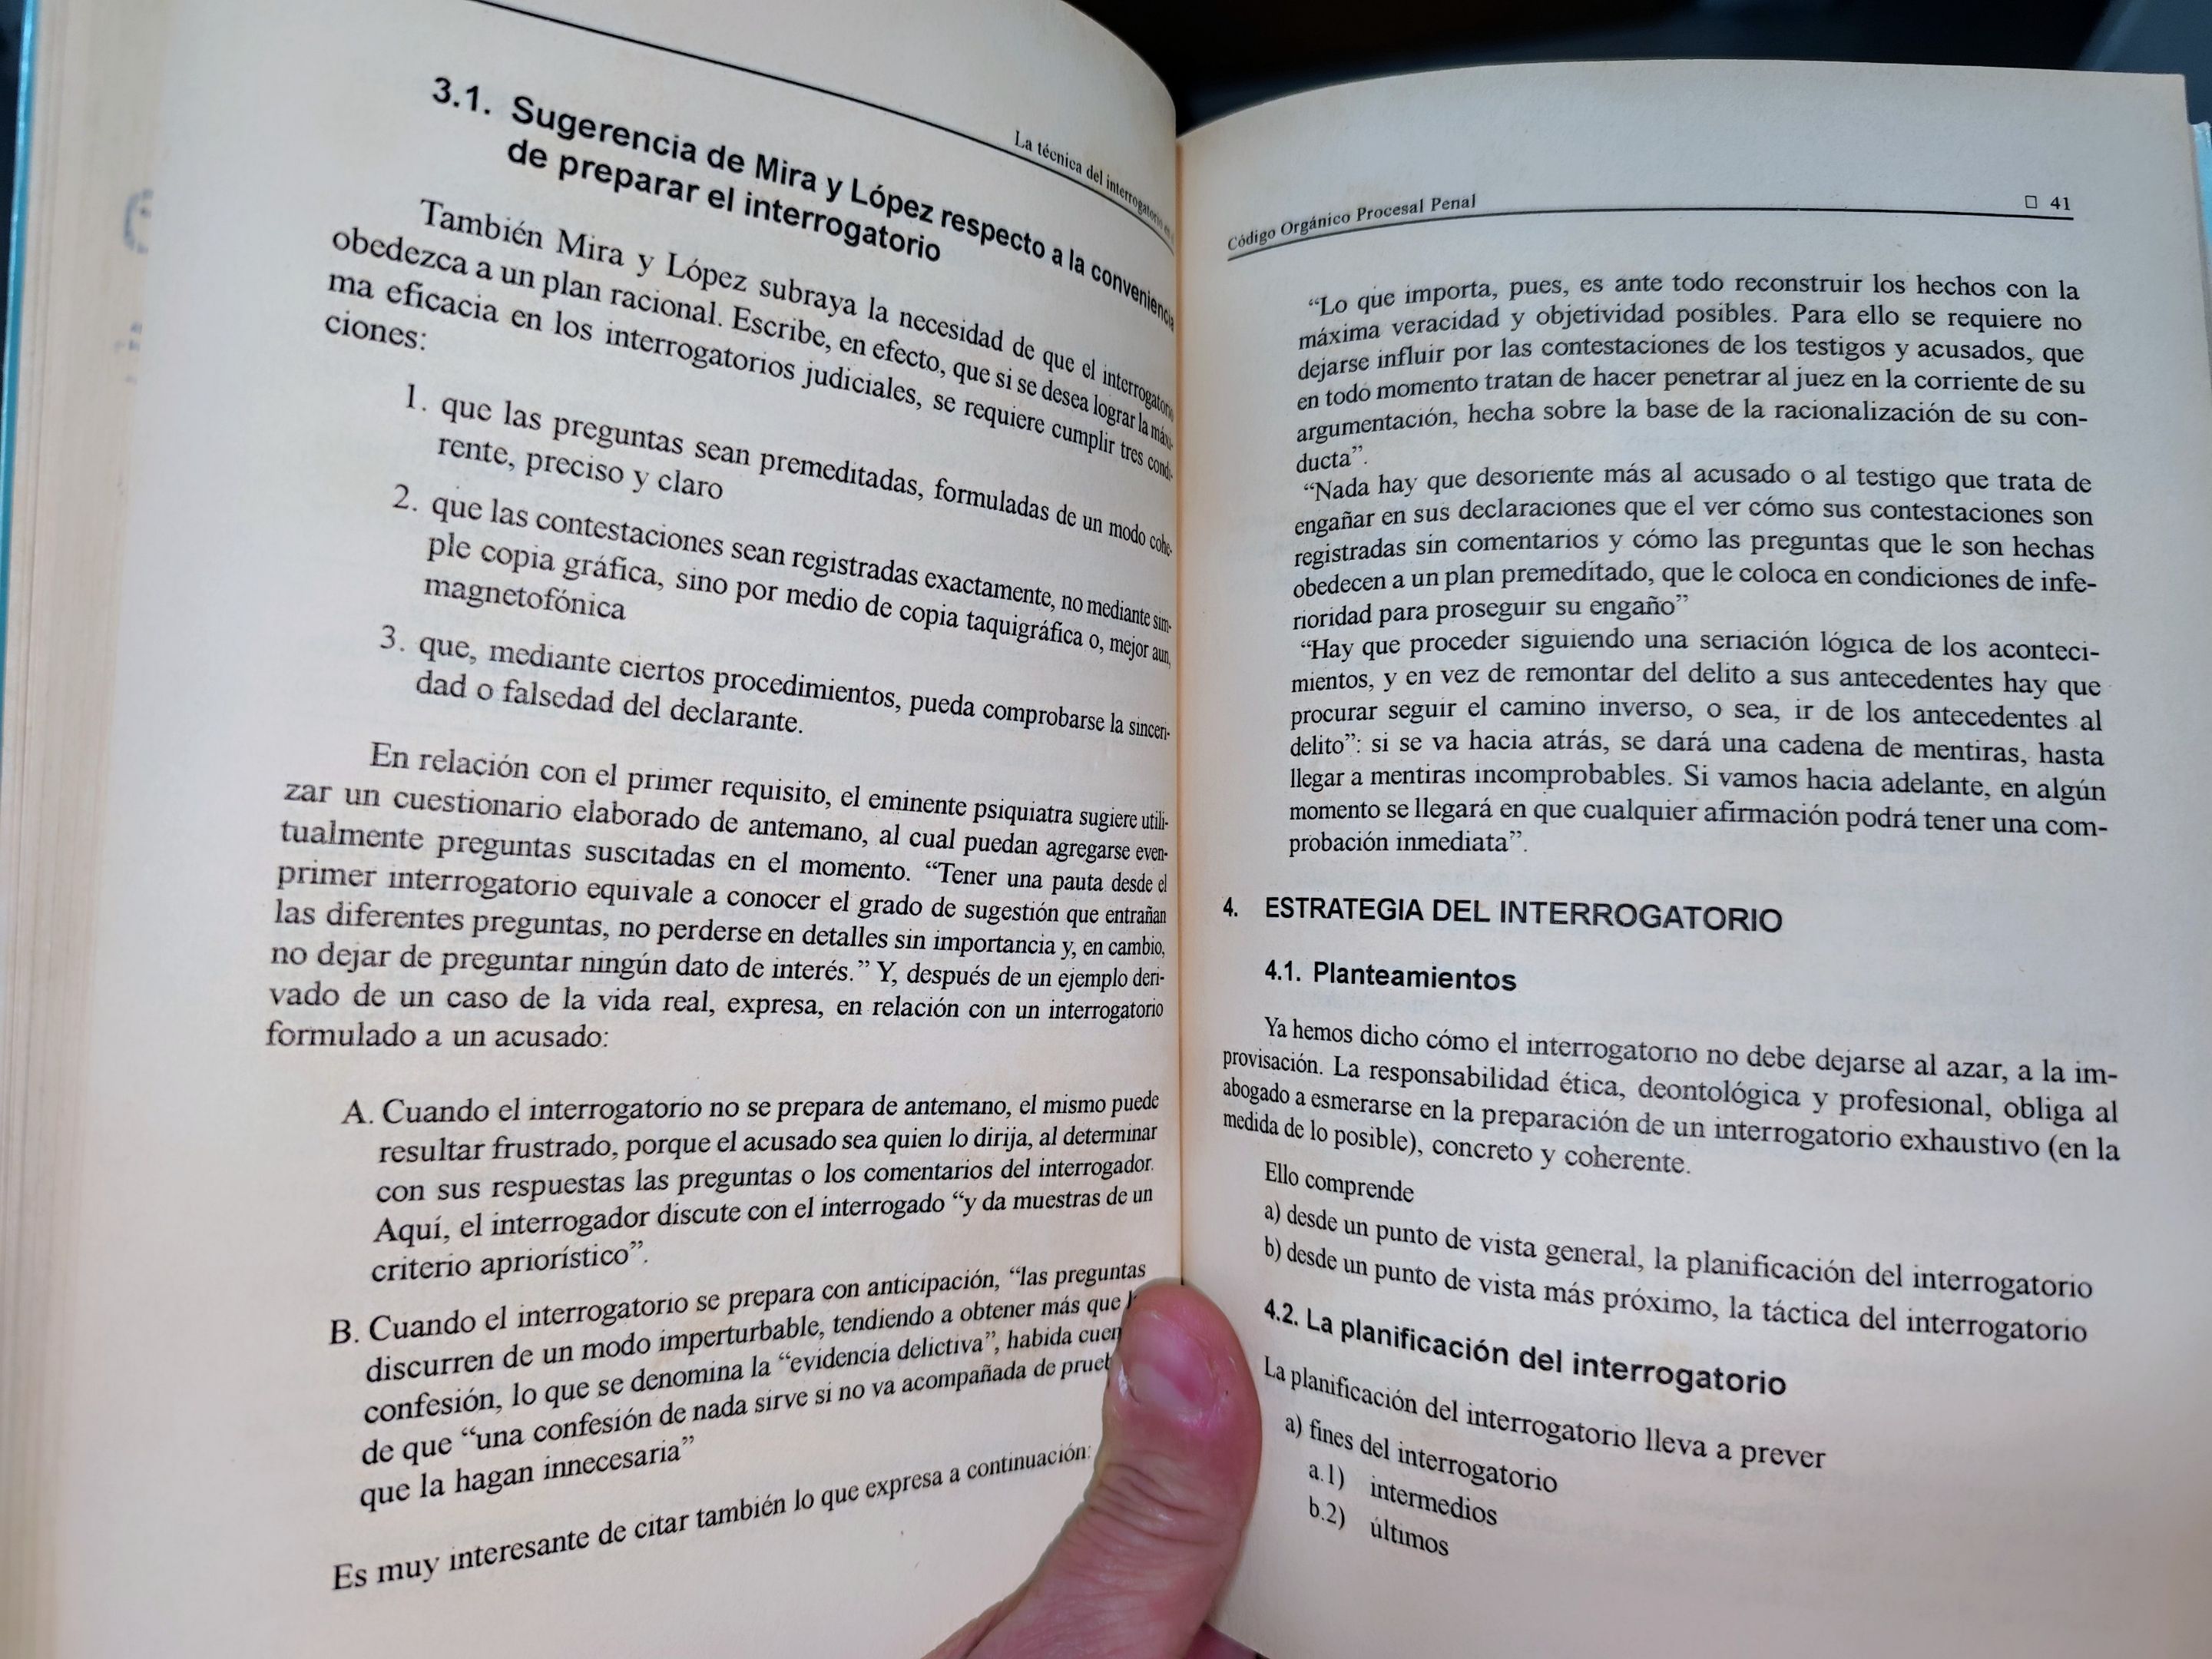 La técnica del interrogatorio en el
3.1. Sugerencia de Mira y López respecto a la conveniencia
de preparar el interrogatorio
También Mira y López subraya la necesidad de que el interrogatorio
obedezca a un plan racional. Escribe, en efecto, que si se desea lograr la máxi-
ma eficacia en los interrogatorios judiciales, se requiere cumplir tres condi-
ciones:
1. que las preguntas sean premeditadas, formuladas de un modo cohe-
rente, preciso y claro
2. que las contestaciones sean registradas exactamente, no mediante sim-
ple copia gráfica, sino por medio de copia taquigráfica o, mejor aun,
magnetofónica
3. que, mediante ciertos procedimientos, pueda comprobarse la sinceri-
dad o falsedad del declarante.
En relación con el primer requisito, el eminente psiquiatra sugiere utili-
zar un cuestionario elaborado de antemano, al cual puedan agregarse even-
tualmente preguntas suscitadas en el momento. “Tener una pauta desde el
primer interrogatorio equivale a conocer el grado de sugestión que entrañan
las diferentes preguntas, no perderse en detalles sin importancia y, en cambio,
no dejar de preguntar ningún dato de interés.” Y, después de un ejemplo deri-
vado de un caso de la vida real, expresa, en relación con un interrogatorio
formulado a un acusado:
A. Cuando el interrogatorio no se prepara de antemano, el mismo puede
resultar frustrado, porque el acusado sea quien lo dirija, al determinar
con sus respuestas las preguntas o los comentarios del interrogador.
Aquí, el interrogador discute con el interrogado “y da muestras de un
criterio apriorístico”.
B. Cuando el interrogatorio se prepara con anticipación, “las preguntas
discurren de un modo imperturbable, tendiendo a obtener más que
confesión, lo que se denomina la “evidencia delictiva”, habida
de que “una confesión de nada sirve si no va acompañada de
que la hagan innecesaria”
Es muy interesante de citar también lo que expresa a continuación:
Código Orgánico Procesal Penal
□ 41
“Lo que importa, pues, es ante todo reconstruir los hechos con la
máxima veracidad y objetividad posibles. Para ello se requiere no
dejarse influir por las contestaciones de los testigos y acusados, que
en todo momento tratan de hacer penetrar al juez en la corriente de su
argumentación, hecha sobre la base de la racionalización de su con-
ducta”.
“Nada hay que desoriente más al acusado o al testigo que trata de
engañar en sus declaraciones que el ver cómo sus contestaciones son
registradas sin comentarios y cómo las preguntas que le son hechas
obedecen a un plan premeditado, que le coloca en condiciones de infe-
rioridad para proseguir su engaño”
“Hay que proceder siguiendo una seriación lógica de los aconteci-
mientos, y en vez de remontar del delito a sus antecedentes hay que
procurar seguir el camino inverso, o sea, ir de los antecedentes al
delito”: si se va hacia atrás, se dará una cadena de mentiras, hasta
llegar a mentiras incomprobables. Si vamos hacia adelante, en algún
momento se llegará en que cualquier afirmación podrá tener una com-
probación inmediata”.
4. ESTRATEGIA DEL INTERROGATORIO
4.1. Planteamientos
Ya hemos dicho cómo el interrogatorio no debe dejarse al azar, a la im-
provisación. La responsabilidad ética, deontológica y profesional, obliga al
abogado a esmerarse en la preparación de un interrogatorio exhaustivo (en la
medida de lo posible), concreto y coherente.
Ello comprende
a) desde un punto de vista general, la planificación del interrogatorio
b) desde un punto de vista más próximo, la táctica del interrogatorio
4.2. La planificación del interrogatorio
La planificación del interrogatorio lleva a prever
a) fines del interrogatorio
a.1) intermedios
b.2) últimos